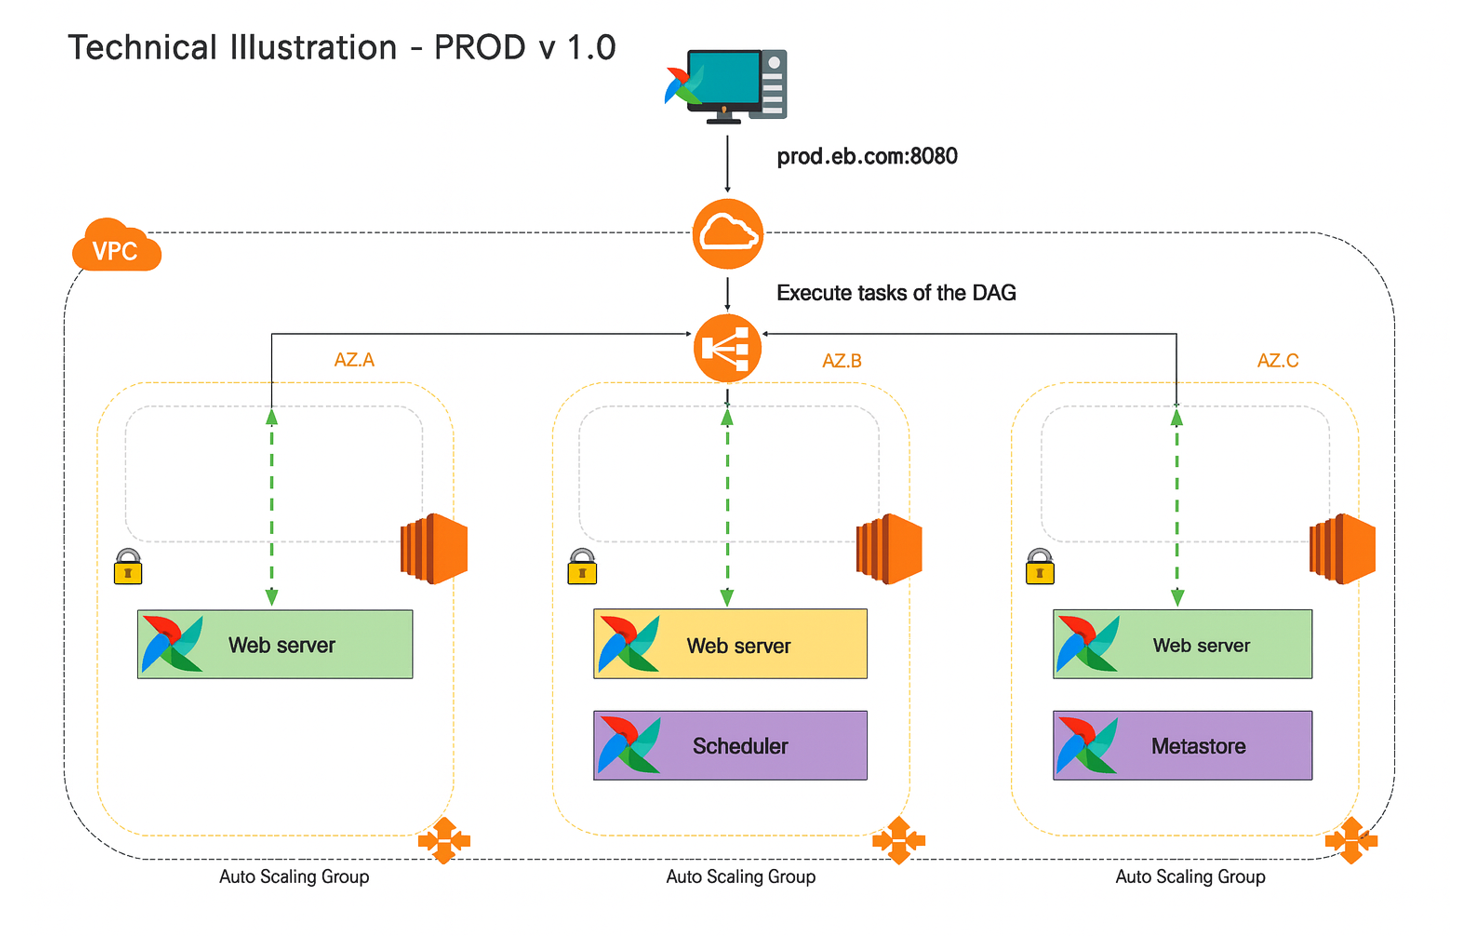 Technical Illustration - PROD v 1.0
prod.eb.com:8080
VPC
Execute tasks of the DAG
AZ.A
AZ.B
AZ.C
Web server
Web server
Web server
Scheduler
Metastore
Auto Scaling Group
Auto Scaling Group
Auto Scaling Group